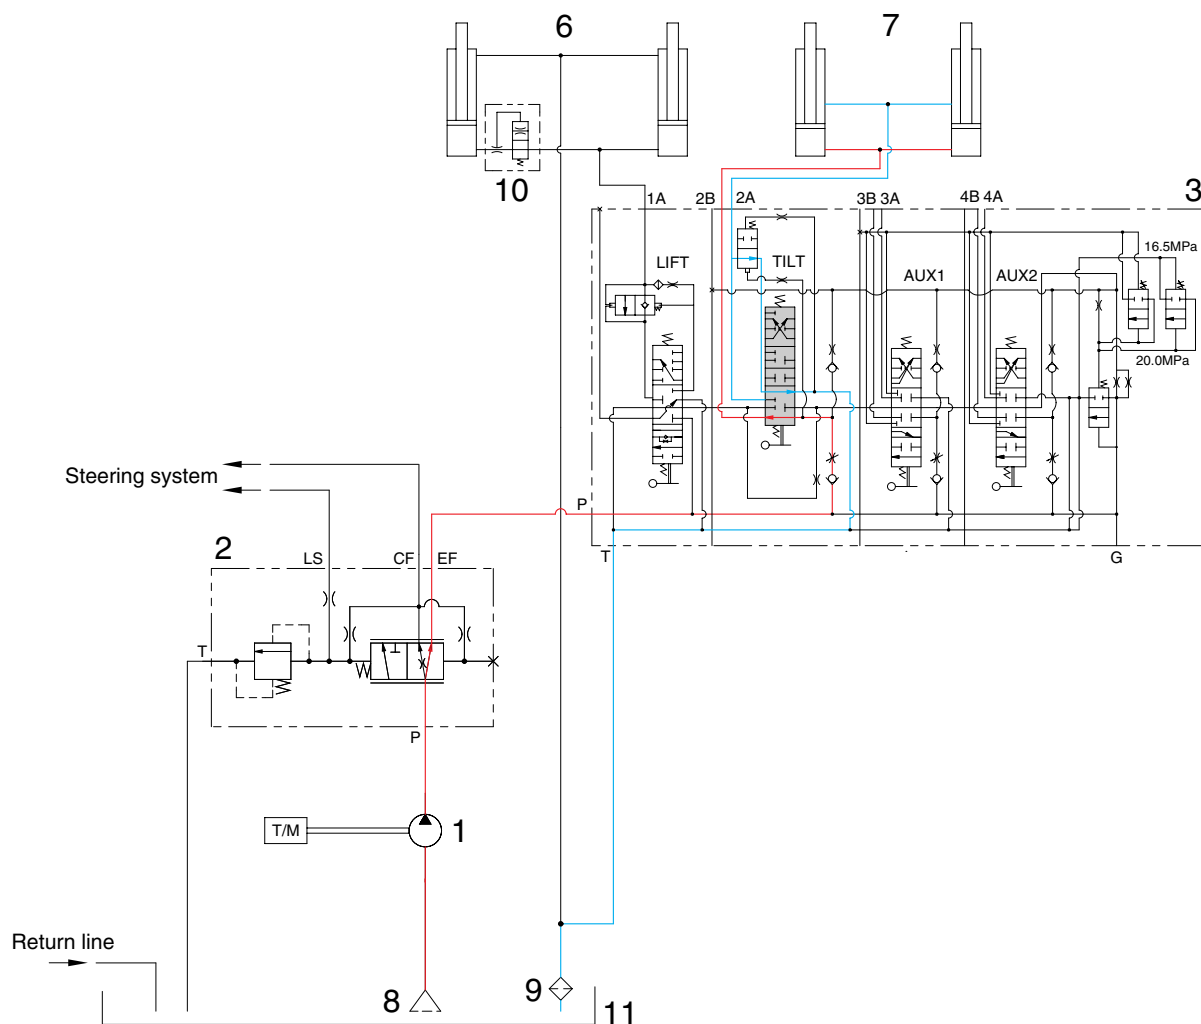 6
7
10
1A
2B
2A
3B
3A
4B
4A
3
16.5MPa
LIFT
TILT
AUX1
AUX2
20.0MPa
Steering system
P
2
LS
CF
EF
T
G
T
P
T/M
1
Return line
8
9
11